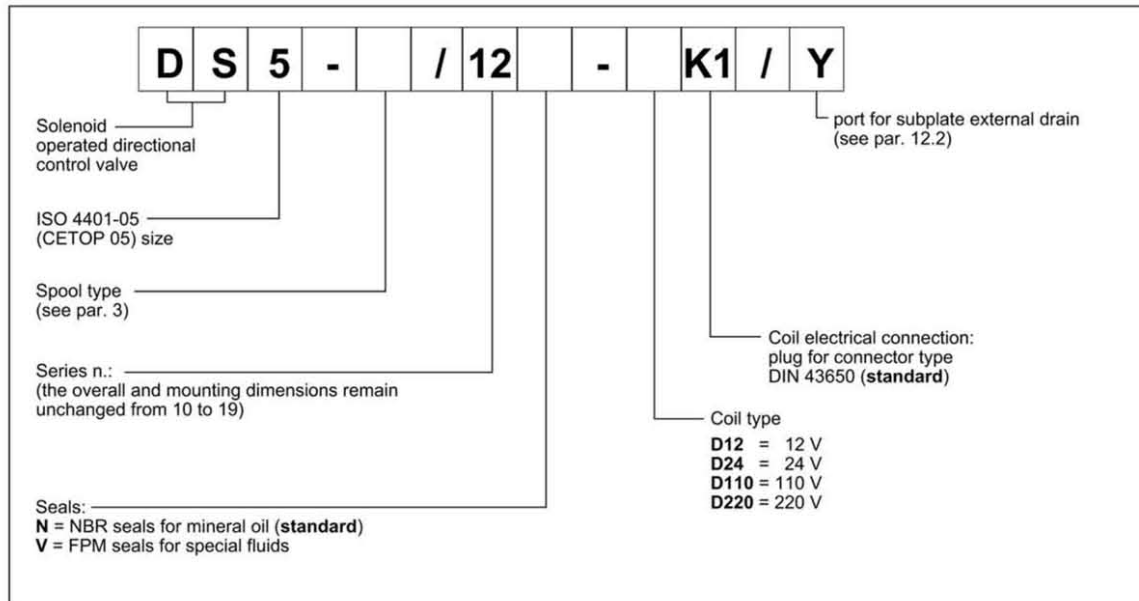 D S 5 - / 12 - K1 / Y
Solenoid
operated directional
control valve
port for subplate external drain
(see par. 12.2)
ISO 4401-05
(CETOP 05) size
Spool type
(see par. 3)
Coil electrical connection:
plug for connector type
DIN 43650 (standard)
Series n.:
(the overall and mounting dimensions remain
unchanged from 10 to 19)
Coil type
D12 = 12 V
D24 = 24 V
D110 = 110 V
D220 = 220 V
Seals:
N = NBR seals for mineral oil (standard)
V = FPM seals for special fluids